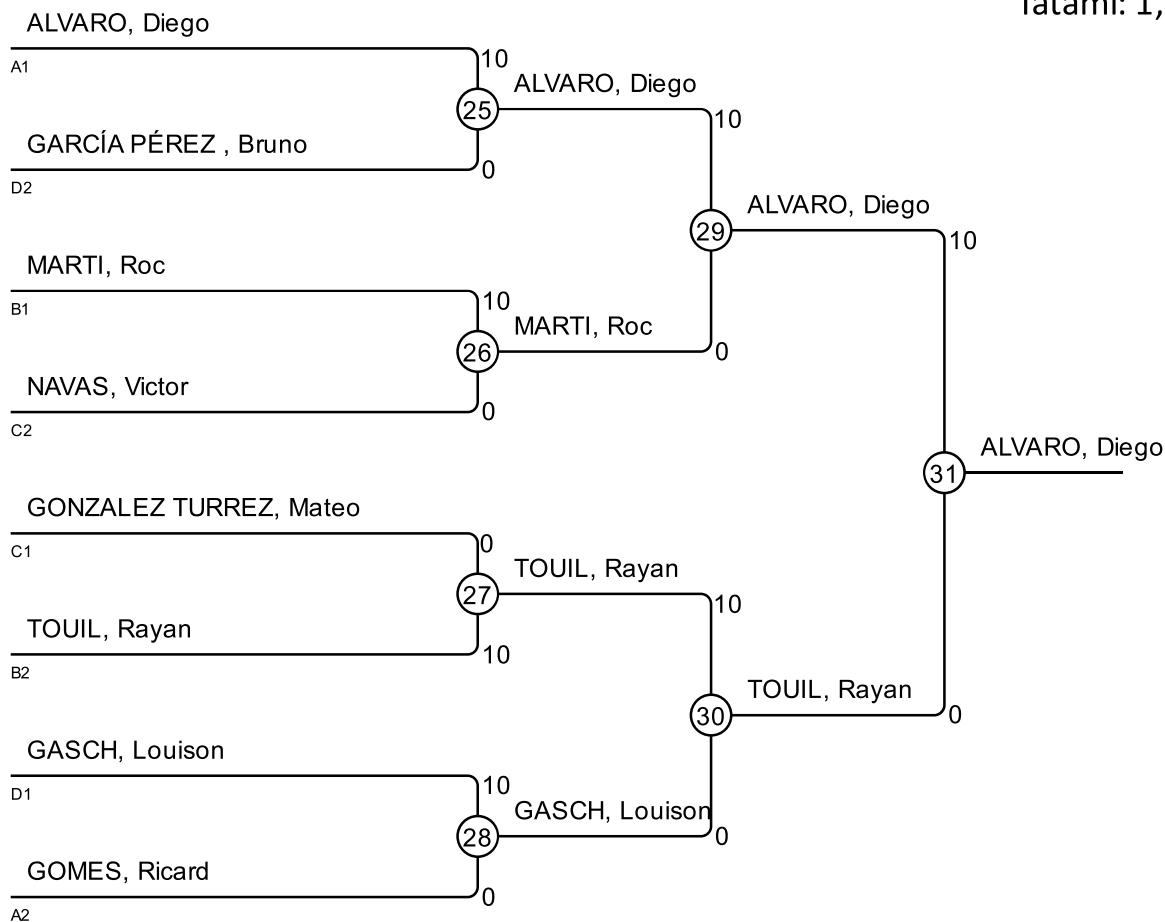 Tatami: 1,
ALVARO, Diego
10
A1
ALVARO, Diego
25
10
GARCÍA PÉREZ , Bruno
0
D2
ALVARO, Diego
29
10
MARTI, Roc
10
B1
MARTI, Roc
26
0
NAVAS, Victor
0
C2
ALVARO, Diego
31
GONZALEZ TURREZ, Mateo
0
C1
TOUIL, Rayan
27
10
TOUIL, Rayan
10
B2
TOUIL, Rayan
30
0
GASCH, Louison
10
D1
GASCH, Louison
28
0
GOMES, Ricard
0
A2